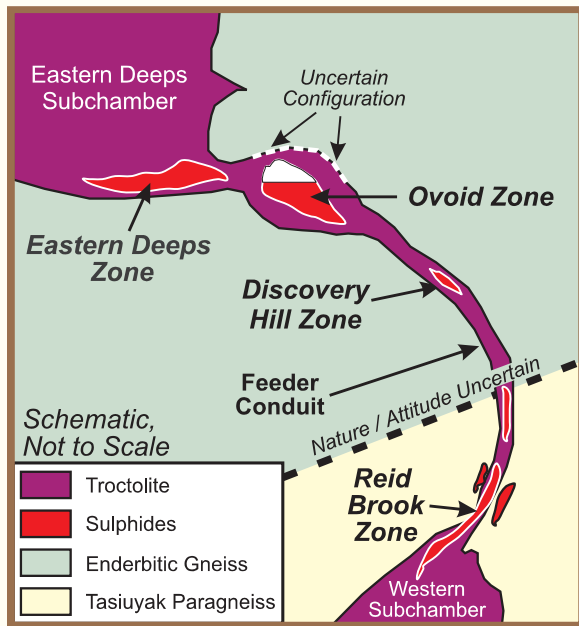 Eastern Deeps
Subchamber
Uncertain
Configuration
Ovoid Zone
Eastern Deeps
Zone
Discovery
Hill Zone
Feeder
Conduit
Nature / Attitude Uncertain
Schematic,
Not to Scale
Reid
Brook
Zone
Troctolite
Sulphides
Enderbitic Gneiss
Tasiuyak Paragneiss
Western
Subchamber